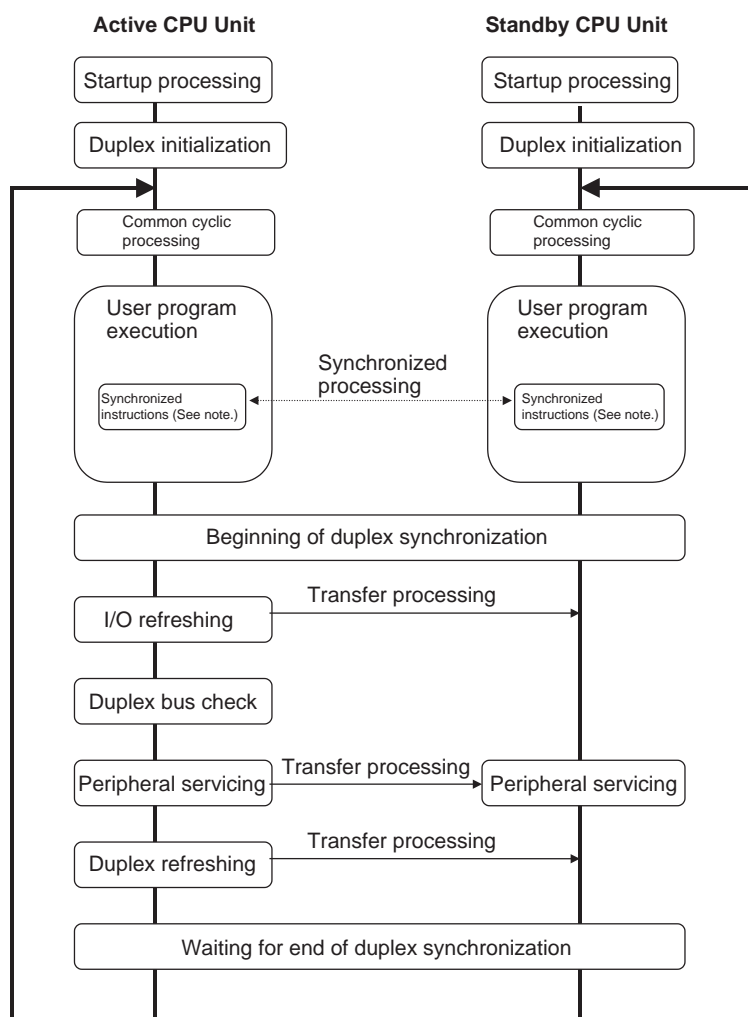 Active CPU Unit
Standby CPU Unit
Startup processing
Startup processing
Duplex initialization
Duplex initialization
Common cyclic
processing
Common cyclic
processing
User program
execution
User program
execution
Synchronized
processing
Synchronized
instructions (See note.)
Synchronized
instructions (See note.)
Beginning of duplex synchronization
Transfer processing
I/O refreshing
Duplex bus check
Transfer processing
Peripheral servicing
Peripheral servicing
Transfer processing
Duplex refreshing
Waiting for end of duplex synchronization